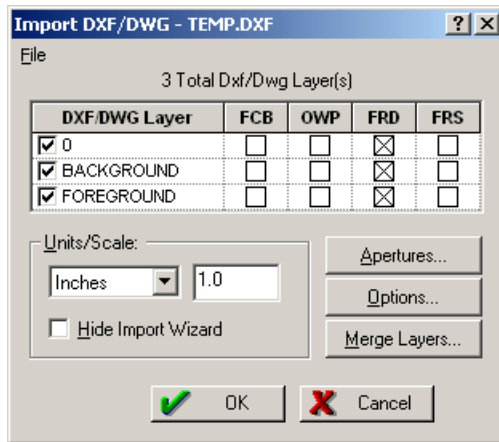 Import DXF/DWG - TEMP.DXF
File
3 Total Dxf/Dwg Layer(s)
DXF/DWG Layer FCB OWP FRD FRS
0
BACKGROUND
FOREGROUND
Units/Scale:
Inches 1.0
Hide Import Wizard
Apertures...
Options...
Merge Layers...
OK Cancel